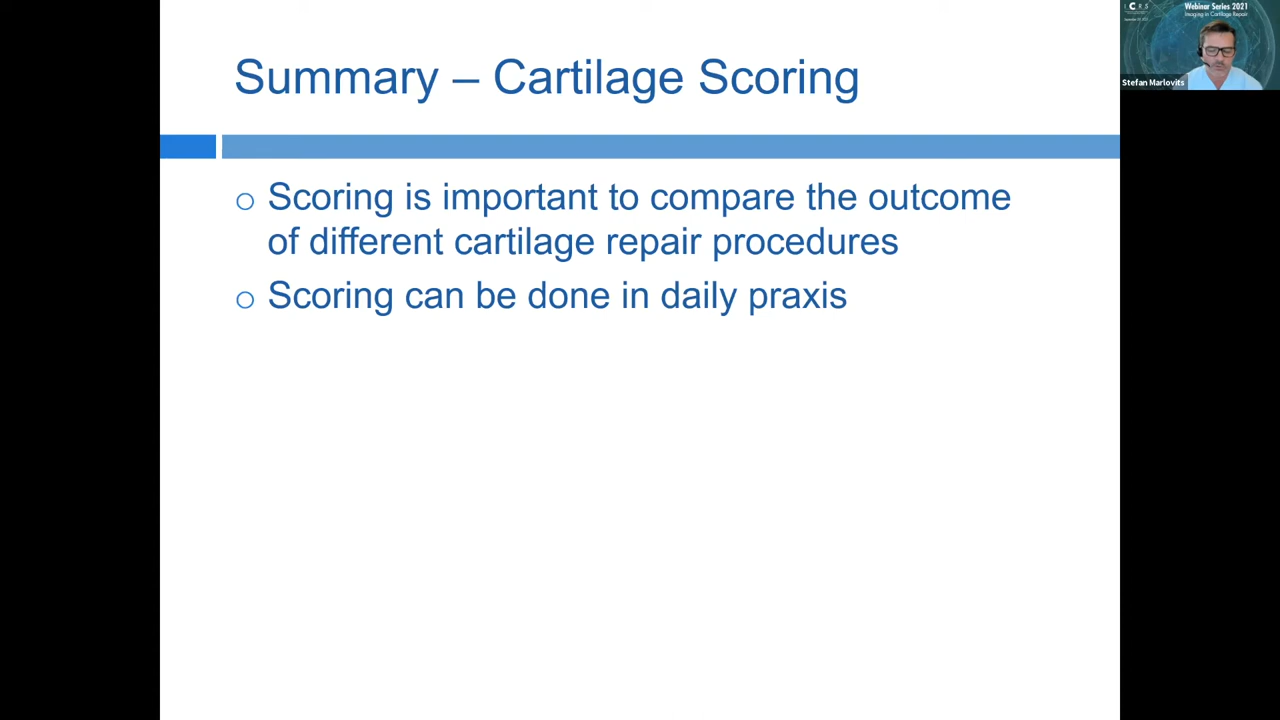 Summary – Cartilage Scoring
o Scoring is important to compare the outcome
of different cartilage repair procedures
o Scoring can be done in daily praxis
ICRS
Webinar Series 2021
Imaging in Cartilage Repair
Stefan Marlovits